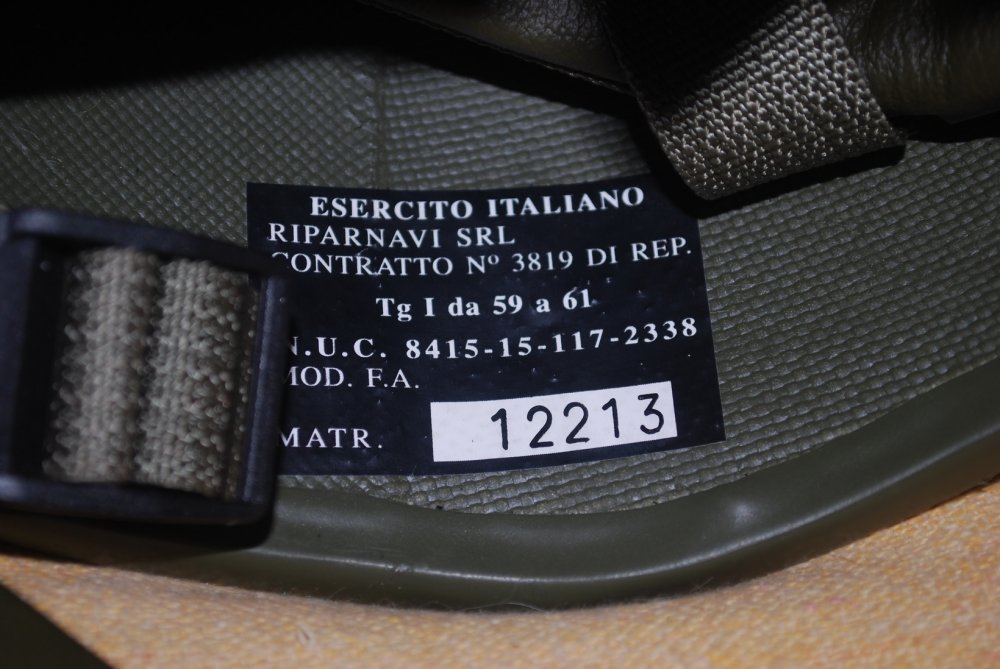 ESERCITO ITALIANO
RIPARNAVI SRL
CONTRATTO Nº 3819 DI REP.
Tg I da 59 a 61
N.U.C. 8415-15-117-2338
MOD. F.A.
MATR. 12213